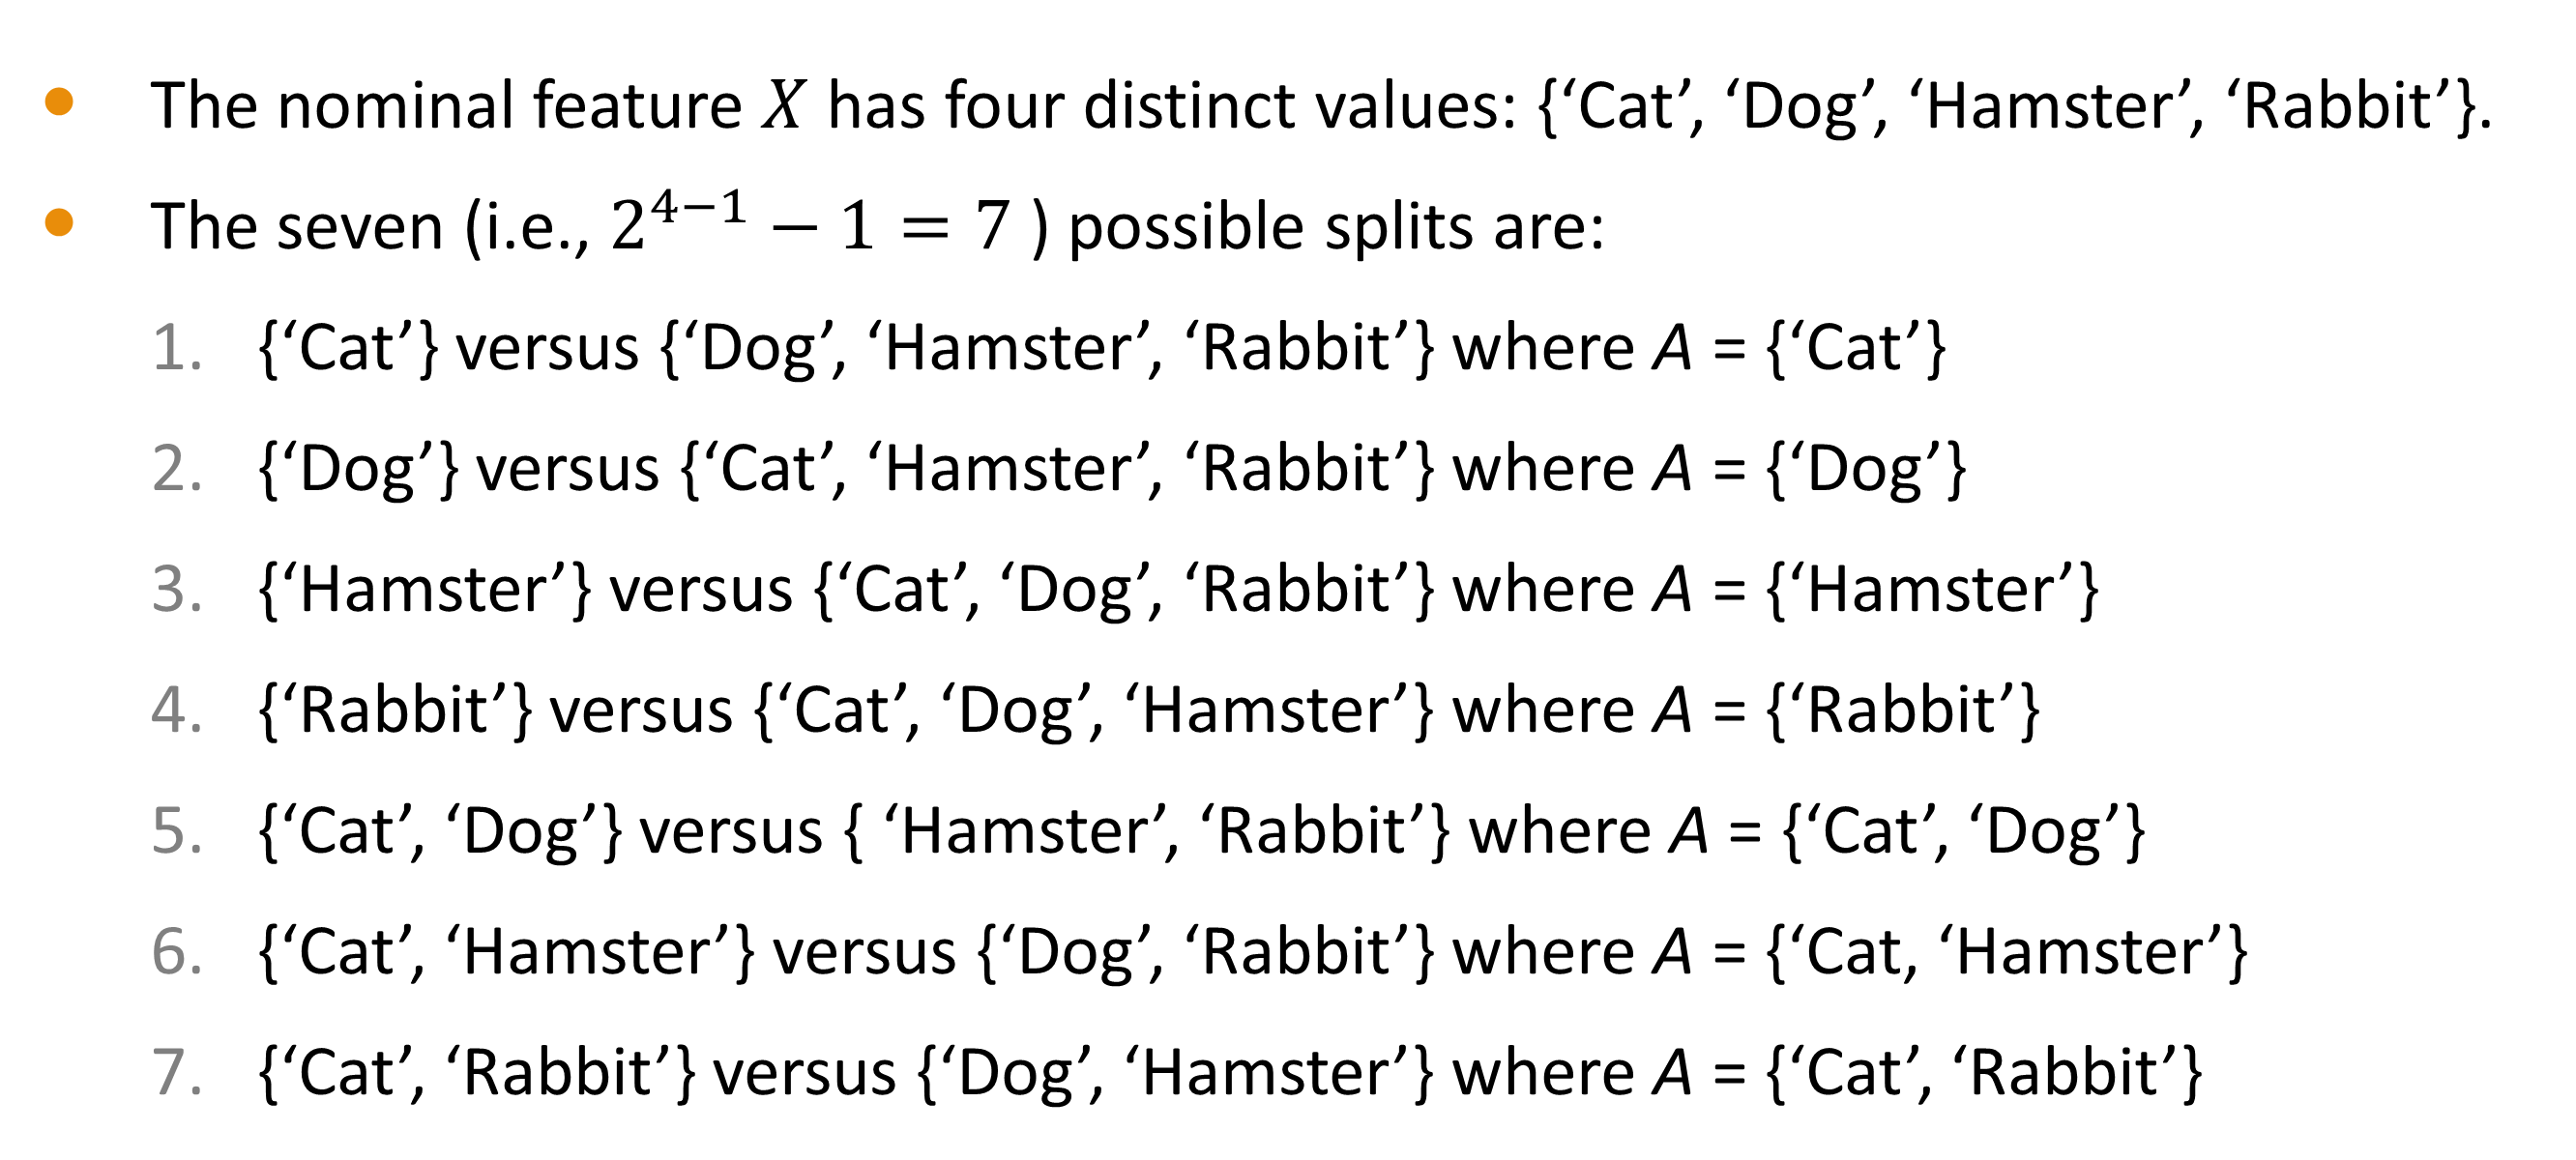 • The nominal feature X has four distinct values: {‘Cat’, ‘Dog’, ‘Hamster’, ‘Rabbit’}.
• The seven (i.e., 2⁴⁻¹ − 1 = 7 ) possible splits are:
1. {‘Cat’} versus {‘Dog’, ‘Hamster’, ‘Rabbit’} where A = {‘Cat’}
2. {‘Dog’} versus {‘Cat’, ‘Hamster’, ‘Rabbit’} where A = {‘Dog’}
3. {‘Hamster’} versus {‘Cat’, ‘Dog’, ‘Rabbit’} where A = {‘Hamster’}
4. {‘Rabbit’} versus {‘Cat’, ‘Dog’, ‘Hamster’} where A = {‘Rabbit’}
5. {‘Cat’, ‘Dog’} versus { ‘Hamster’, ‘Rabbit’} where A = {‘Cat’, ‘Dog’}
6. {‘Cat’, ‘Hamster’} versus {‘Dog’, ‘Rabbit’} where A = {‘Cat, ‘Hamster’}
7. {‘Cat’, ‘Rabbit’} versus {‘Dog’, ‘Hamster’} where A = {‘Cat’, ‘Rabbit’}